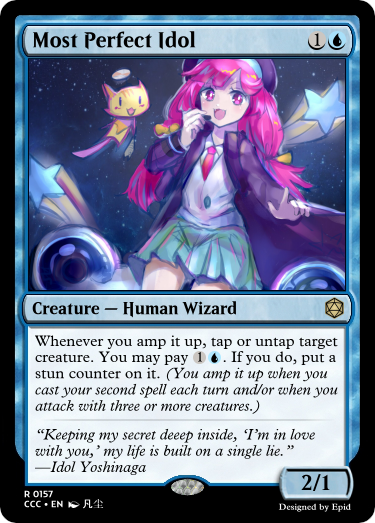 Most Perfect Idol 1
Creature — Human Wizard
Whenever you amp it up, tap or untap target
creature. You may pay 1. If you do, put a
stun counter on it. (You amp it up when you
cast your second spell each turn and/or when you
attack with three or more creatures.)
“Keeping my secret deeep inside, ‘I’m in love
with you,’ my life is built on a single lie.”
—Idol Yoshinaga
2/1
R 0157
CCC • EN 凡尘
Designed by Epid